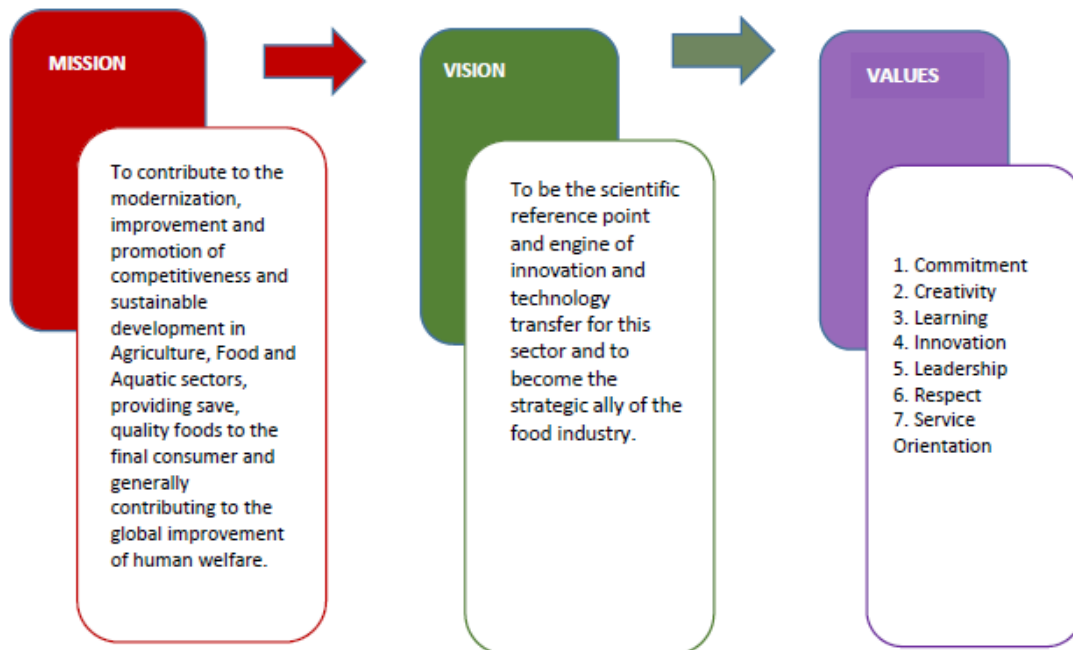 MISSION
To contribute to the
modernization,
improvement and
promotion of
competitiveness and
sustainable
development in
Agriculture, Food and
Aquatic sectors,
providing save,
quality foods to the
final consumer and
generally
contributing to the
global improvement
of human welfare.
VISION
To be the scientific
reference point
and engine of
innovation and
technology
transfer for this
sector and to
become the
strategic ally of the
food industry.
VALUES
1. Commitment
2. Creativity
3. Learning
4. Innovation
5. Leadership
6. Respect
7. Service
Orientation